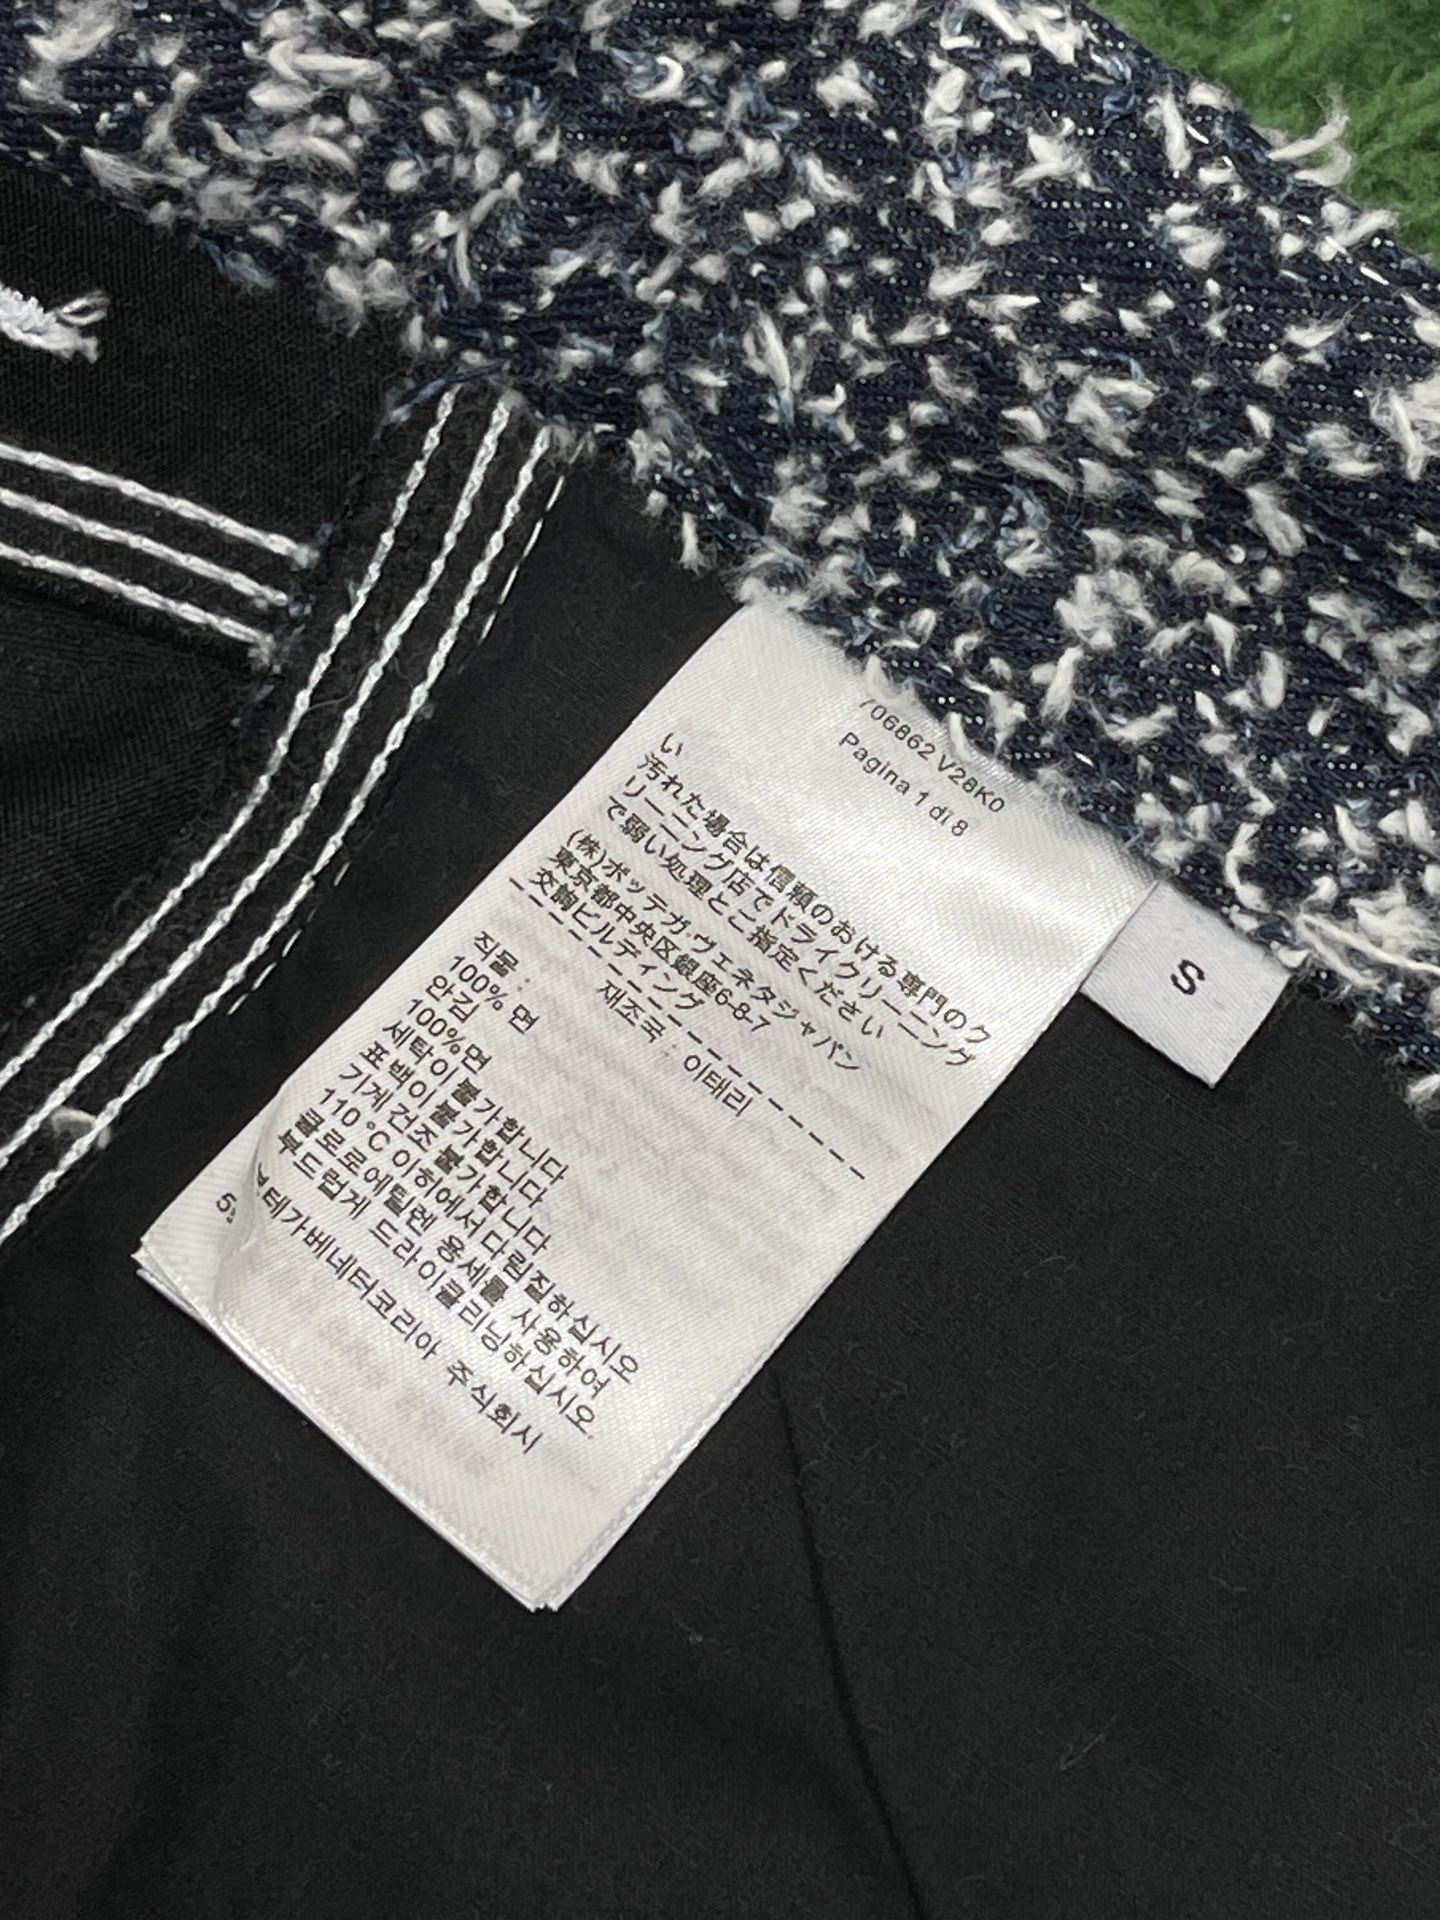 706862 V28K0
Pagina 1 di 8
い
汚れた場合は信頼のおける専門のク
リーニング店でドライクリーニング
で弱い処理とご指定ください
(株)ボッテガ.ヴェネタジャパン
東京都中央区銀座6-8-7
交詢ビルディング
재조국 : 이태리
직물 :
100% 면
안감
100%면
세탁이 불가합니다
표백이 불가합니다
기계 건조 불가합니다
110 °C 이하에서 다림질하십시오
클로로에틸렌 용세를 사용하여
부드럽게 드라이클리닝하십시오.
테가베네터코리아 주식회사
S